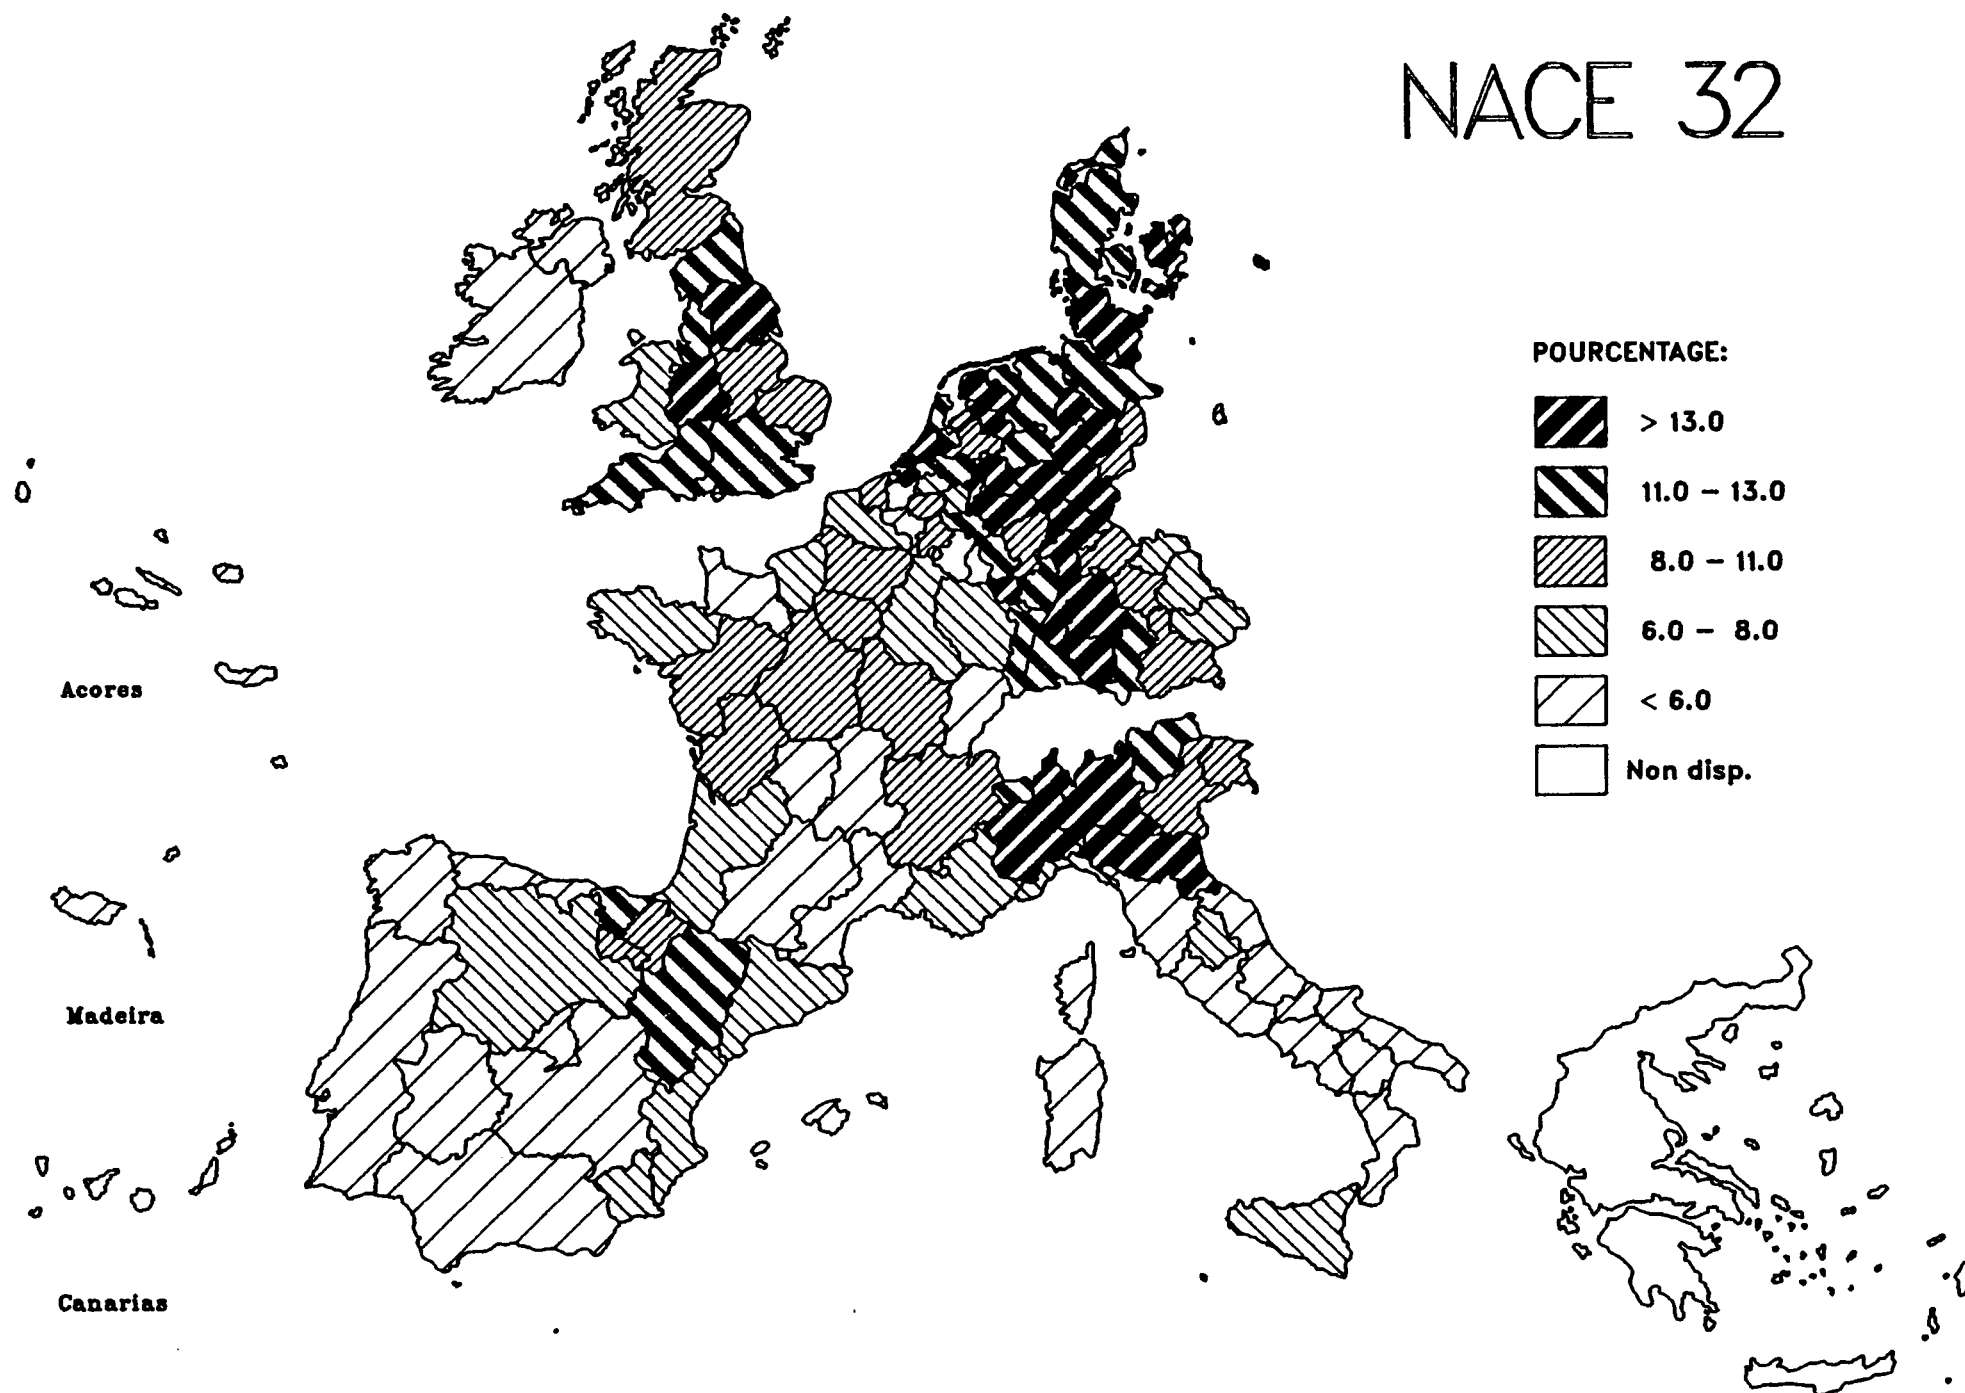 NACE 32
POURCENTAGE:
> 13.0
11.0 – 13.0
8.0 – 11.0
6.0 – 8.0
< 6.0
Non disp.
Acores
Madeira
Canarias